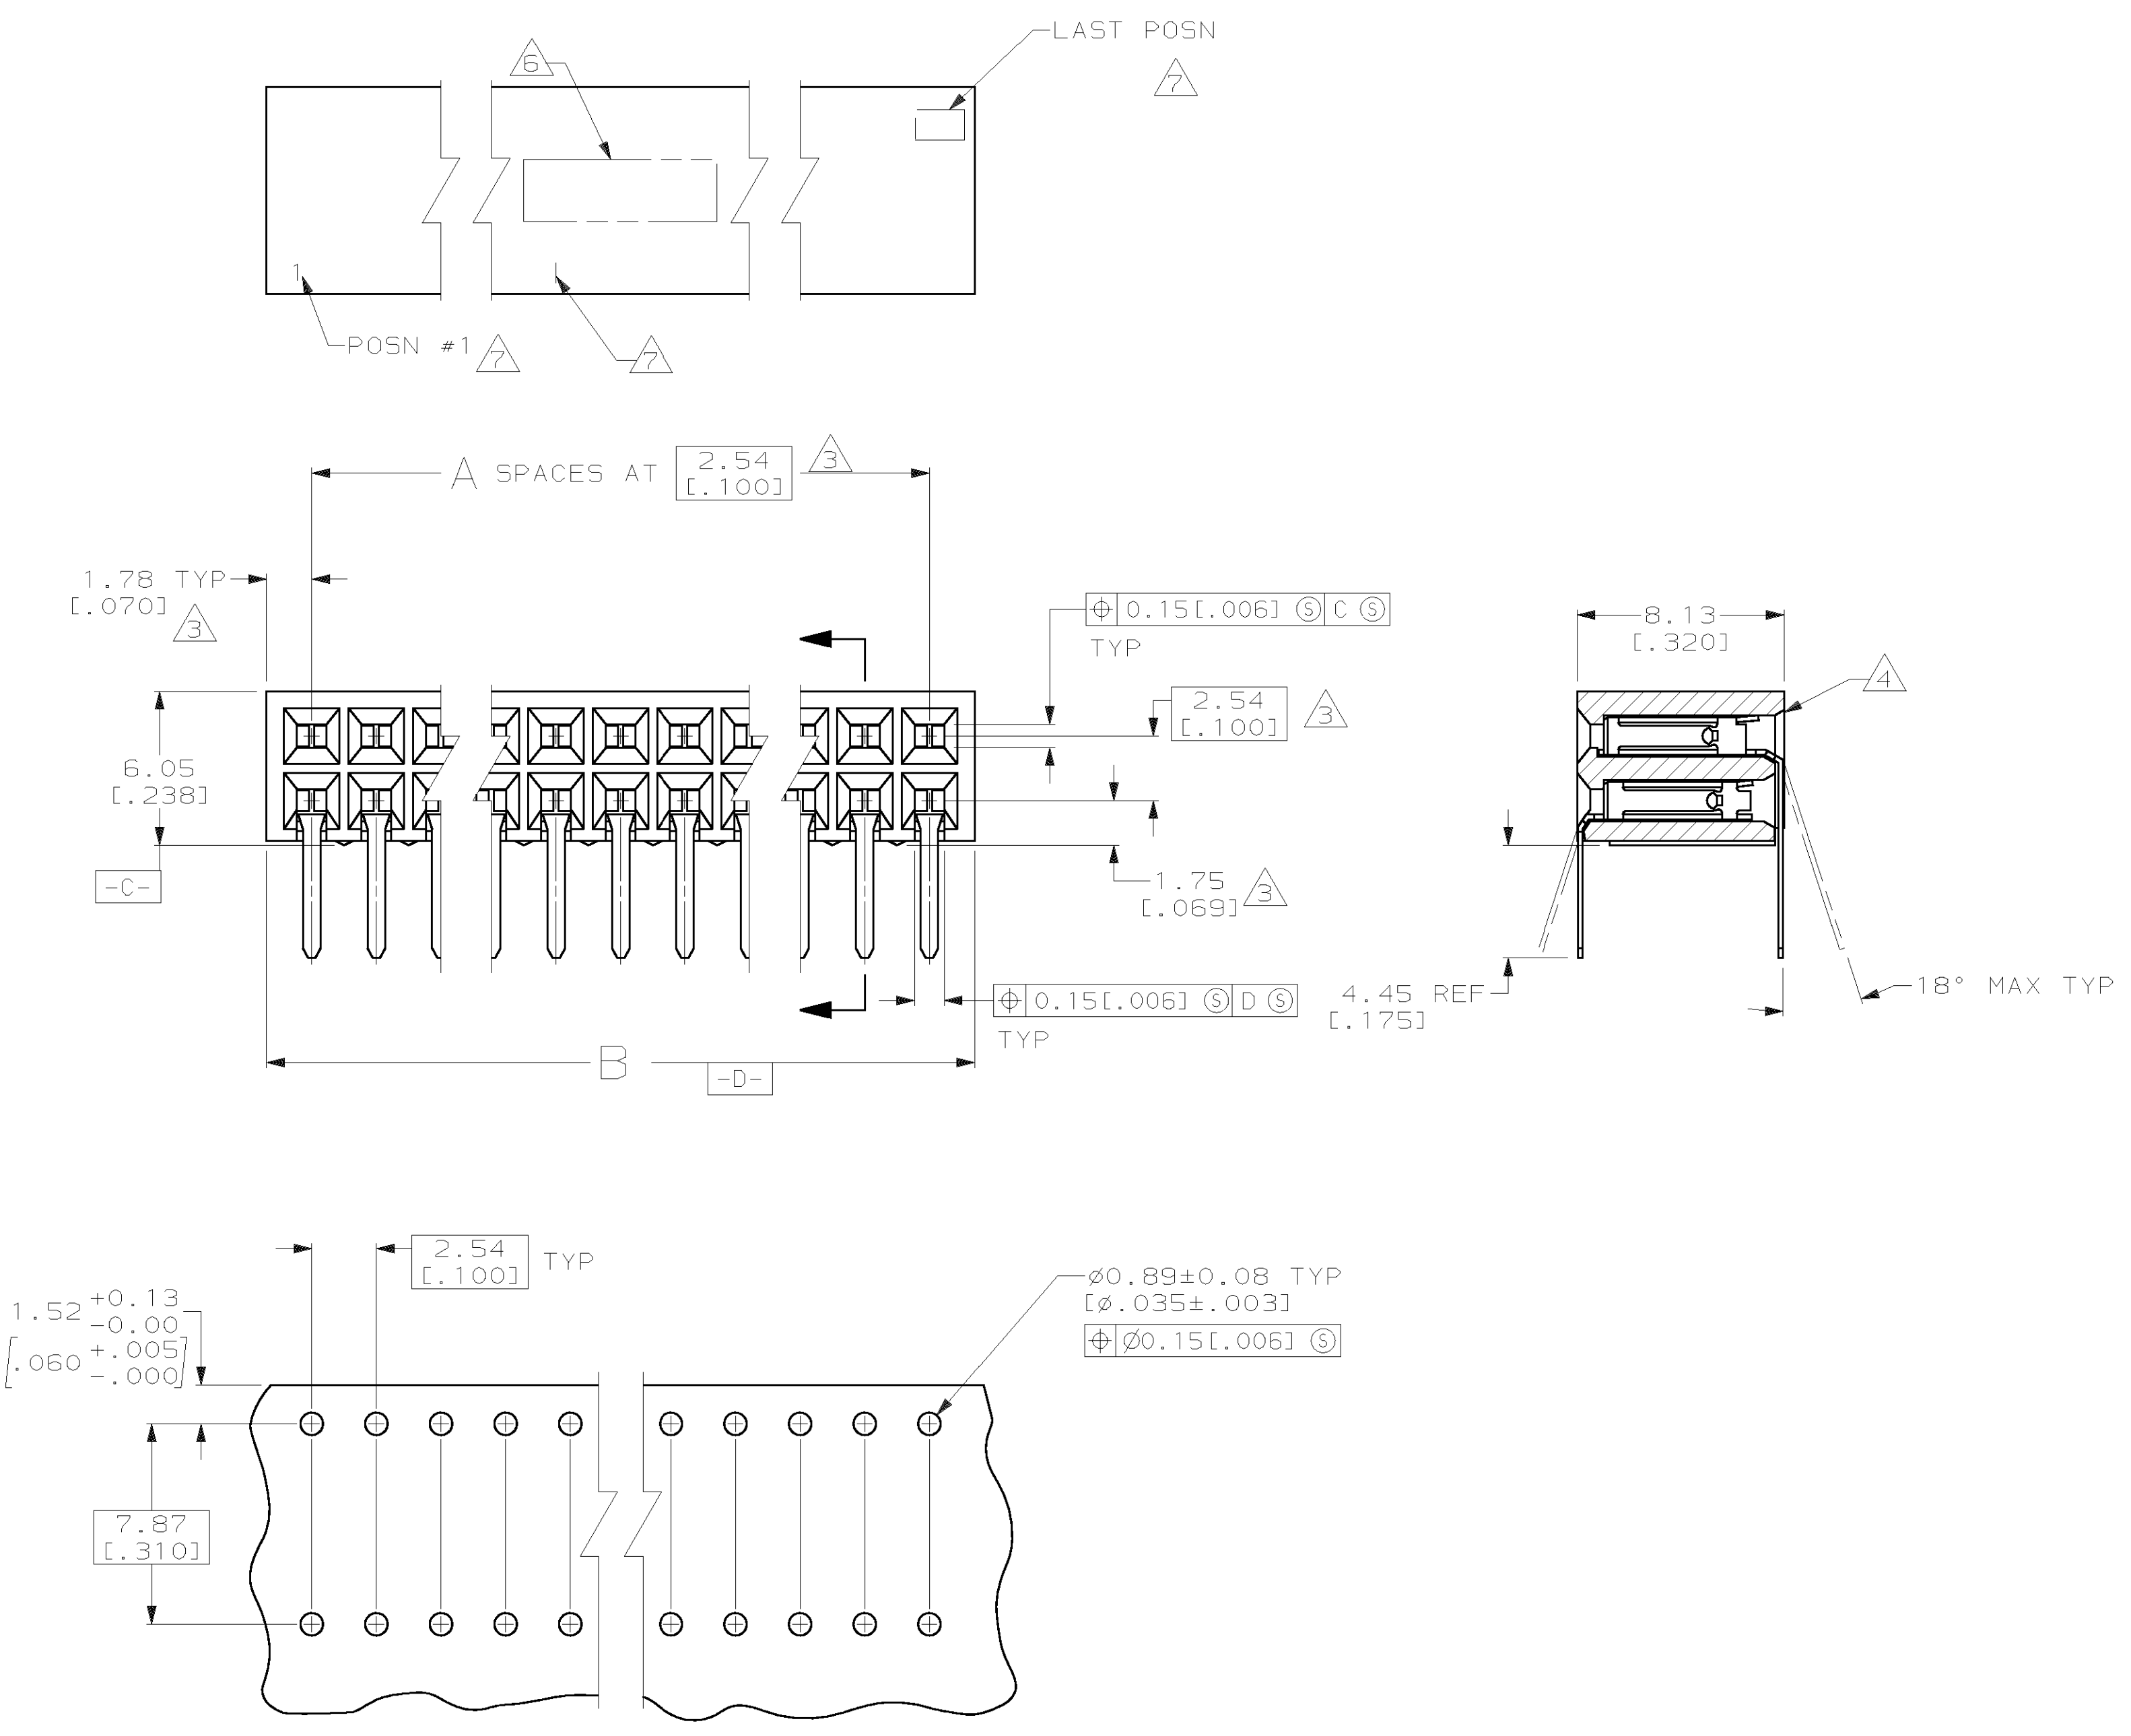 LAST POSN
7
6
1
POSN #1 7
7
A SPACES AT 2.54 3
[.100]
1.78 TYP
[.070]
3
⌖ 0.15[.006] Ⓢ C Ⓢ
TYP
2.54
[.100]
3
6.05
[.238]
-C-
1.75
[.069]
3
⌖ 0.15[.006] Ⓢ D Ⓢ
TYP
B
-D-
8.13
[.320]
4
4.45 REF
[.175]
18° MAX TYP
2.54
[.100]
TYP
1.52 +0.13
-0.00
[.060 +.005
-.000]
Ø0.89±0.08 TYP
[Ø.035±.003]
⌖ Ø0.15[.006] Ⓢ
7.87
[.310]